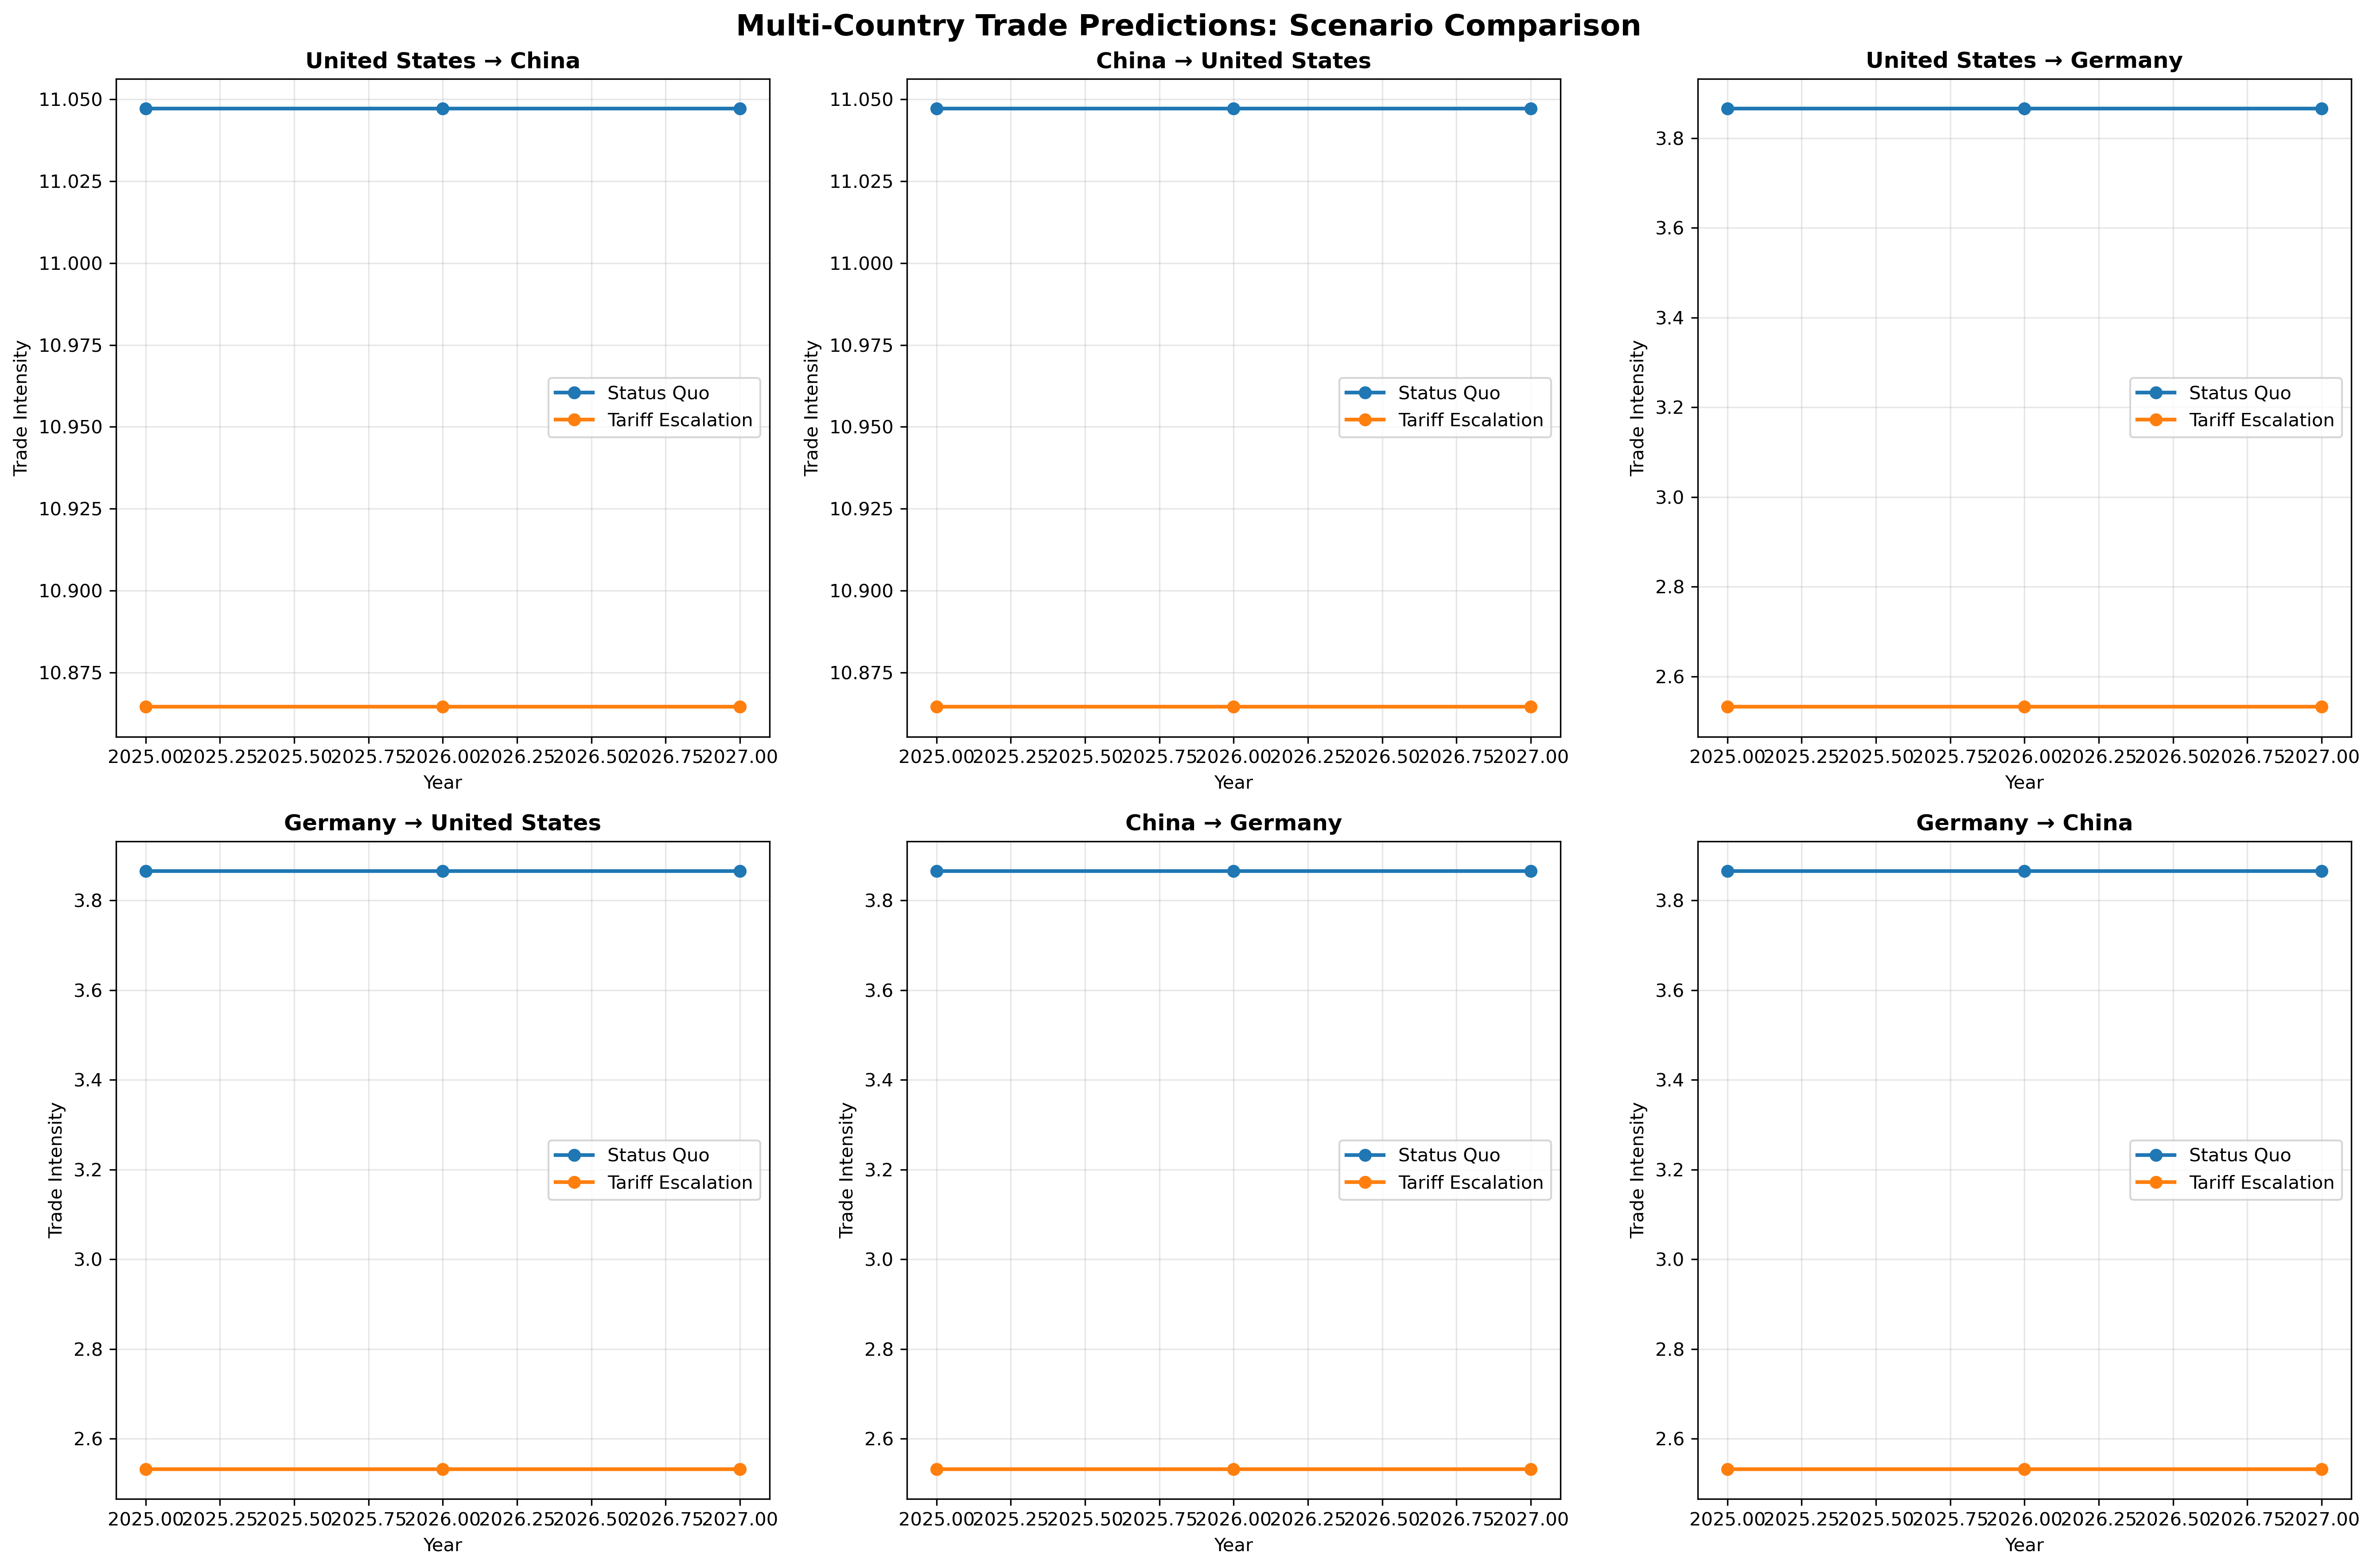 Multi-Country Trade Predictions: Scenario Comparison
United States → China
11.050
11.025
11.000
10.975
10.950
10.925
10.900
10.875
Trade Intensity
Status Quo
Tariff Escalation
2025.00 2025.25 2025.50 2025.75 2026.00 2026.25 2026.50 2026.75 2027.00
Year
China → United States
11.050
11.025
11.000
10.975
10.950
10.925
10.900
10.875
Trade Intensity
Status Quo
Tariff Escalation
2025.00 2025.25 2025.50 2025.75 2026.00 2026.25 2026.50 2026.75 2027.00
Year
United States → Germany
3.8
3.6
3.4
3.2
3.0
2.8
2.6
Trade Intensity
Status Quo
Tariff Escalation
2025.00 2025.25 2025.50 2025.75 2026.00 2026.25 2026.50 2026.75 2027.00
Year
Germany → United States
3.8
3.6
3.4
3.2
3.0
2.8
2.6
Trade Intensity
Status Quo
Tariff Escalation
2025.00 2025.25 2025.50 2025.75 2026.00 2026.25 2026.50 2026.75 2027.00
Year
China → Germany
3.8
3.6
3.4
3.2
3.0
2.8
2.6
Trade Intensity
Status Quo
Tariff Escalation
2025.00 2025.25 2025.50 2025.75 2026.00 2026.25 2026.50 2026.75 2027.00
Year
Germany → China
3.8
3.6
3.4
3.2
3.0
2.8
2.6
Trade Intensity
Status Quo
Tariff Escalation
2025.00 2025.25 2025.50 2025.75 2026.00 2026.25 2026.50 2026.75 2027.00
Year